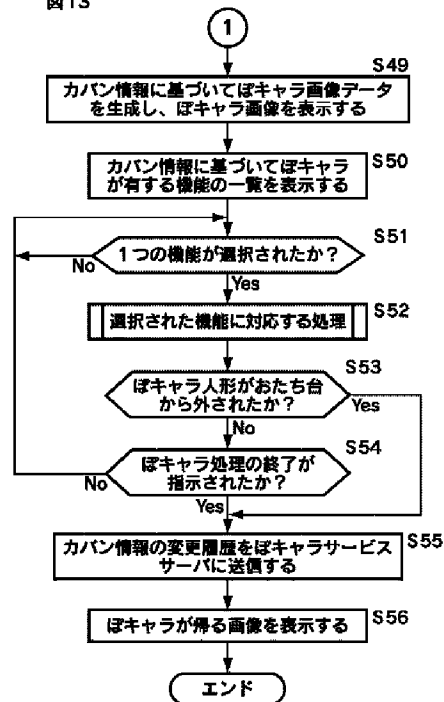 図13
1
S49
カバン情報に基づいてぽキャラ画像データ
を生成し、ぽキャラ画像を表示する
カバン情報に基づいてぽキャラ
が有する機能の一覧を表示する
S50
1つの機能が選択されたか?
S51
No
Yes
選択された機能に対応する処理
S52
S53
ぽキャラ人形がおたち台
から外されたか?
Yes
No
S54
ぽキャラ処理の終了が
指示されたか?
No
Yes
カバン情報の変更履歴をぽキャラサービス
サーバに送信する
S55
ぽキャラが帰る画像を表示する
S56
エンド